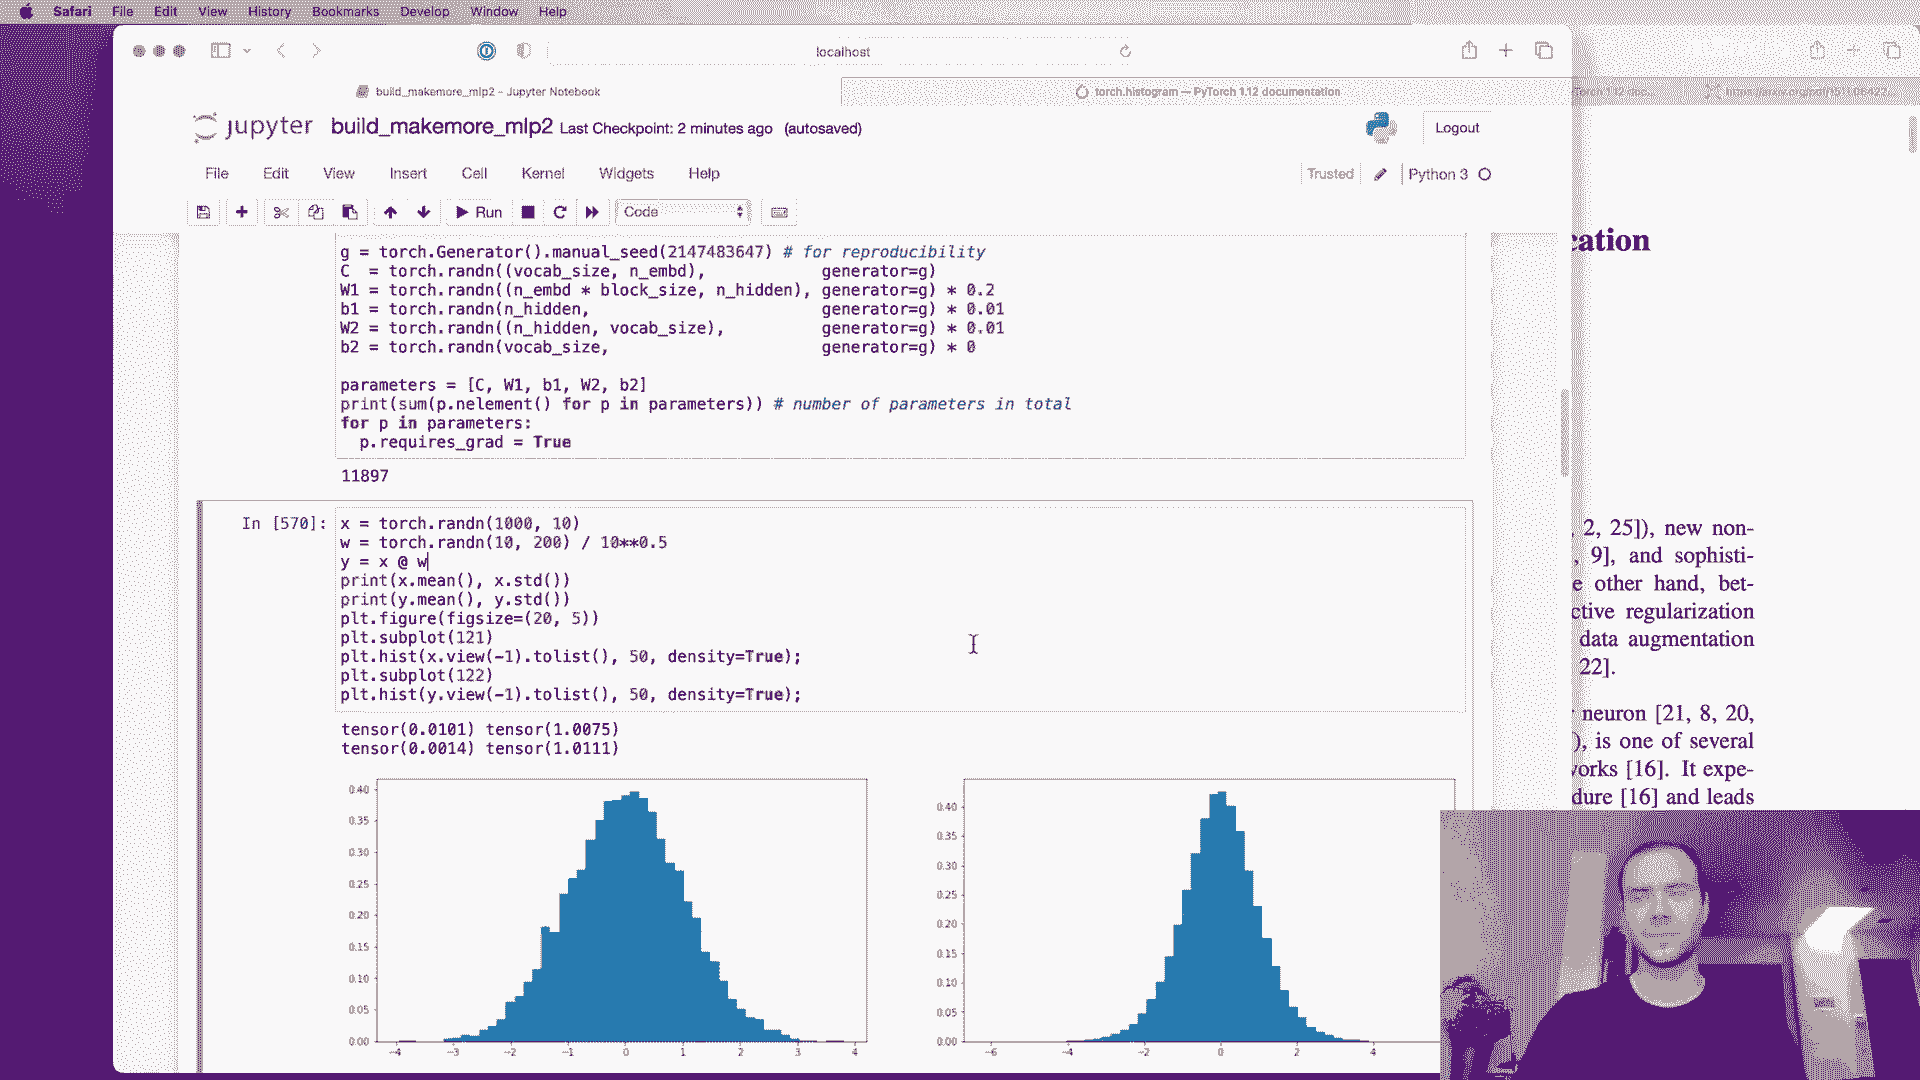 Safari File Edit View History Bookmarks Develop Window Help
localhost
build_makemore_mlp2 - Jupyter Notebook
torch.histogram — PyTorch 1.12 documentation
jupyter build_makemore_mlp2 Last Checkpoint: 2 minutes ago (autosaved)
Logout
File Edit View Insert Cell Kernel Widgets Help
Trusted
Python 3
Run
Code
g = torch.Generator().manual_seed(2147483647) # for reproducibility
C = torch.randn((vocab_size, n_embd), generator=g)
W1 = torch.randn((n_embd * block_size, n_hidden), generator=g) * 0.2
b1 = torch.randn(n_hidden, generator=g) * 0.01
W2 = torch.randn((n_hidden, vocab_size), generator=g) * 0.01
b2 = torch.randn(vocab_size, generator=g) * 0
parameters = [C, W1, b1, W2, b2]
print(sum(p.nelement() for p in parameters)) # number of parameters in total
for p in parameters:
p.requires_grad = True
11897
In [570]:
x = torch.randn(1000, 10)
w = torch.randn(10, 200) / 10**0.5
y = x @ w
print(x.mean(), x.std())
print(y.mean(), y.std())
plt.figure(figsize=(20, 5))
plt.subplot(121)
plt.hist(x.view(-1).tolist(), 50, density=True);
plt.subplot(122)
plt.hist(y.view(-1).tolist(), 50, density=True);
tensor(0.0101) tensor(1.0075)
tensor(0.0014) tensor(1.0111)
0.40
0.35
0.30
0.25
0.20
0.15
0.10
0.05
0.00
-4 -3 -2 -1 0 1 2 3 4
0.40
0.35
0.30
0.25
0.20
0.15
0.10
0.05
0.00
-6 -4 -2 0 2 4
cation
, 2, 25]), new non-
, 9], and sophisti-
e other hand, bet-
ctive regularization
data augmentation
22].
neuron [21, 8, 20,
), is one of several
works [16]. It expe-
dure [16] and leads